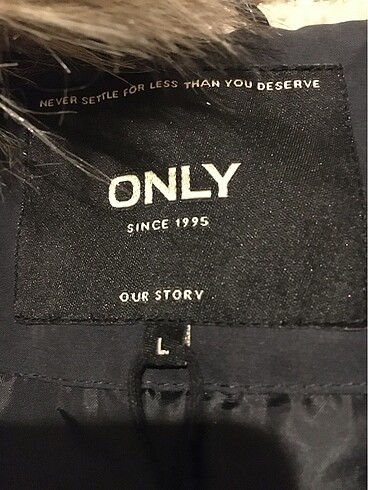 NEVER SETTLE FOR LESS THAN YOU DESERVE
ONLY
SINCE 1995
OUR STORY
L